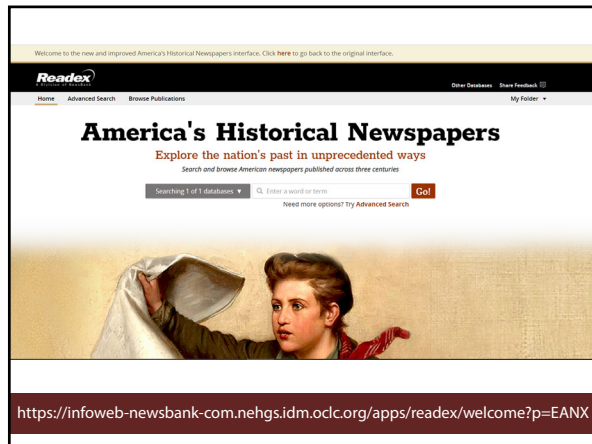 Welcome to the new and improved America's Historical Newspapers interface. Click here to go back to the original interface.
Readex
A Division of NewsBank
Other Databases Share Feedback
Home Advanced Search Browse Publications My Folder
America's Historical Newspapers
Explore the nation's past in unprecedented ways
Search and browse American newspapers published across three centuries
Searching 1 of 1 databases Enter a word or term Go!
Need more options? Try Advanced Search
https://infoweb-newsbank-com.nehgs.idm.oclc.org/apps/readex/welcome?p=EANX